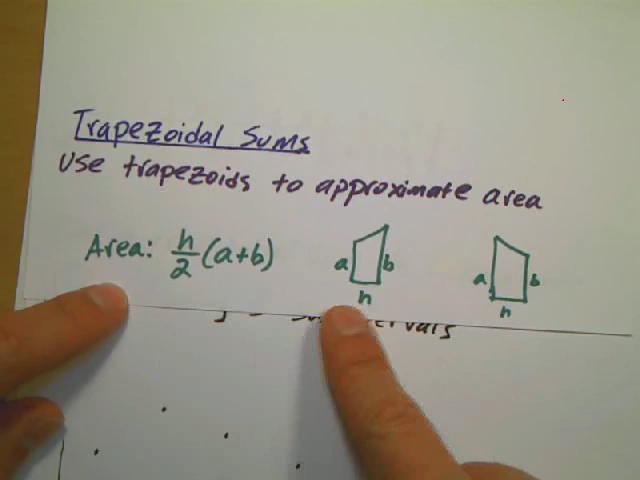 Trapezoidal Sums
Use trapezoids to approximate area
Area: h/2 (a+b)
a b
h
a b
h